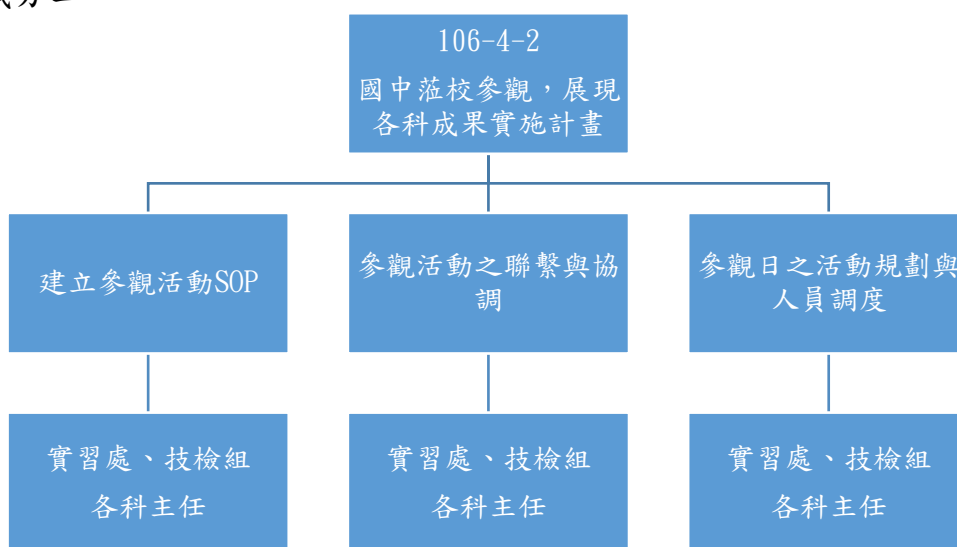 106-4-2
國中蒞校參觀，展現
各科成果實施計畫
建立參觀活動SOP
參觀活動之聯繫與協
調
參觀日之活動規劃與
人員調度
實習處、技檢組
各科主任
實習處、技檢組
各科主任
實習處、技檢組
各科主任